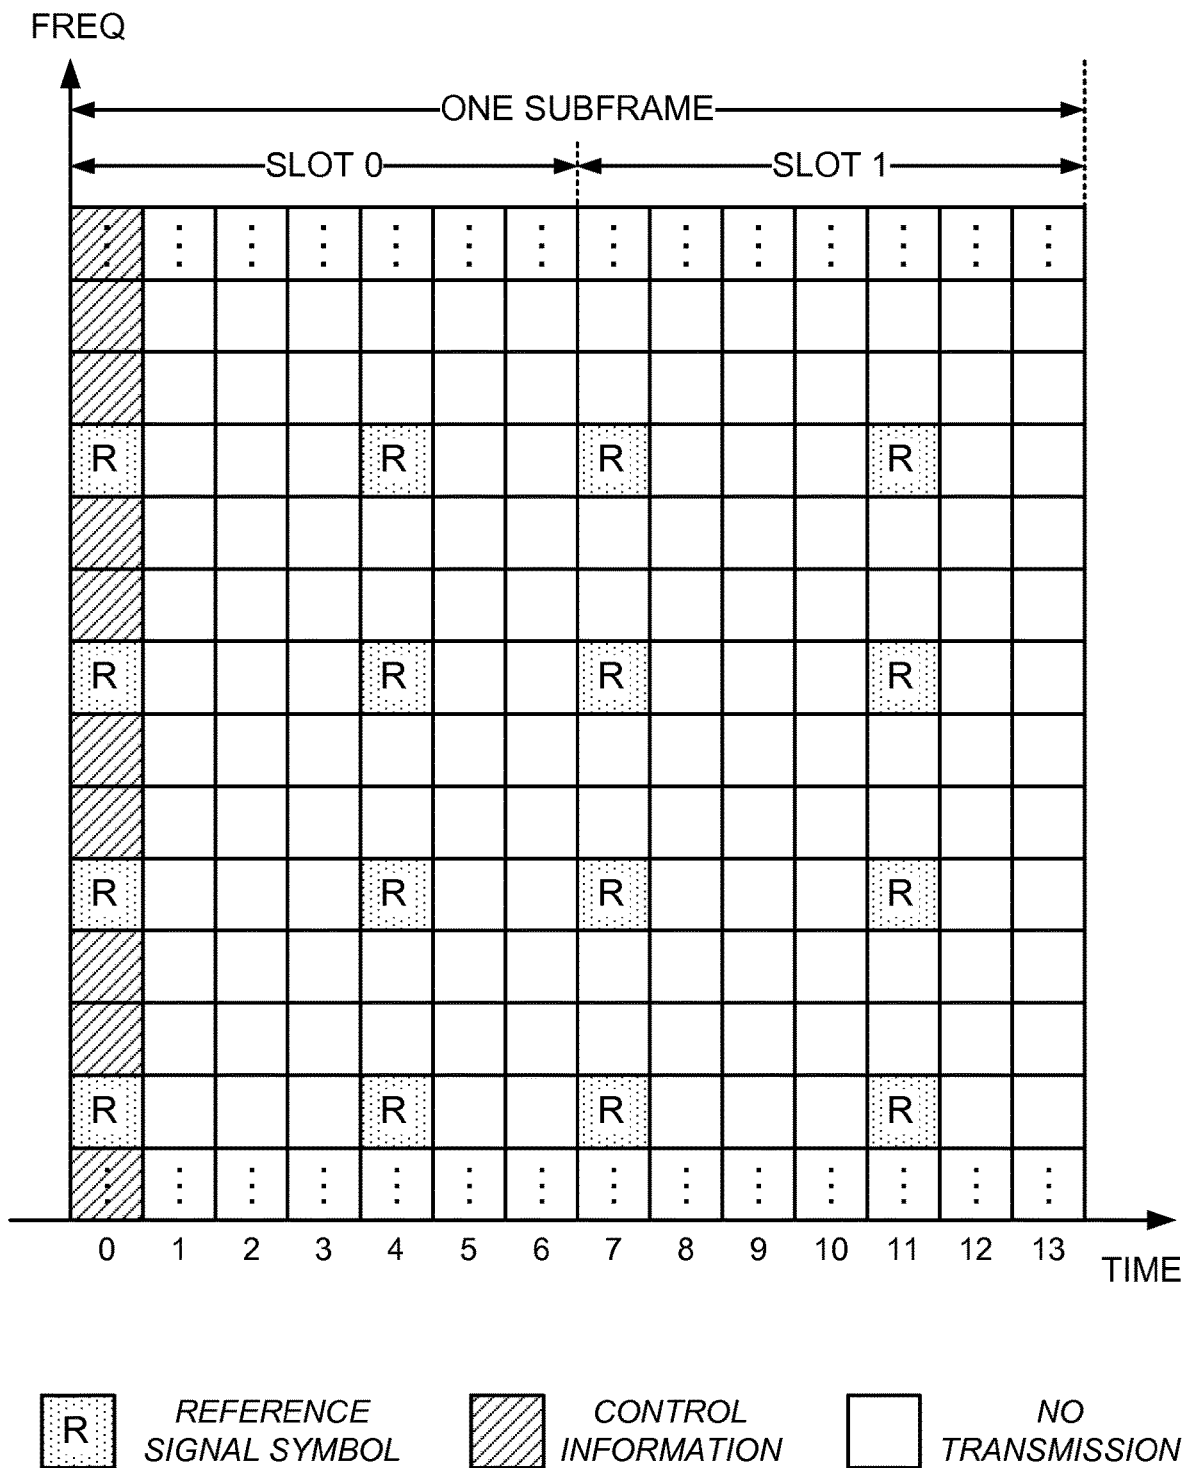 FREQ
ONE SUBFRAME
SLOT 0 SLOT 1
R R R R
R R R R
R R R R
R R R R
0 1 2 3 4 5 6 7 8 9 10 11 12 13
TIME
R REFERENCE SIGNAL SYMBOL
CONTROL INFORMATION
NO TRANSMISSION